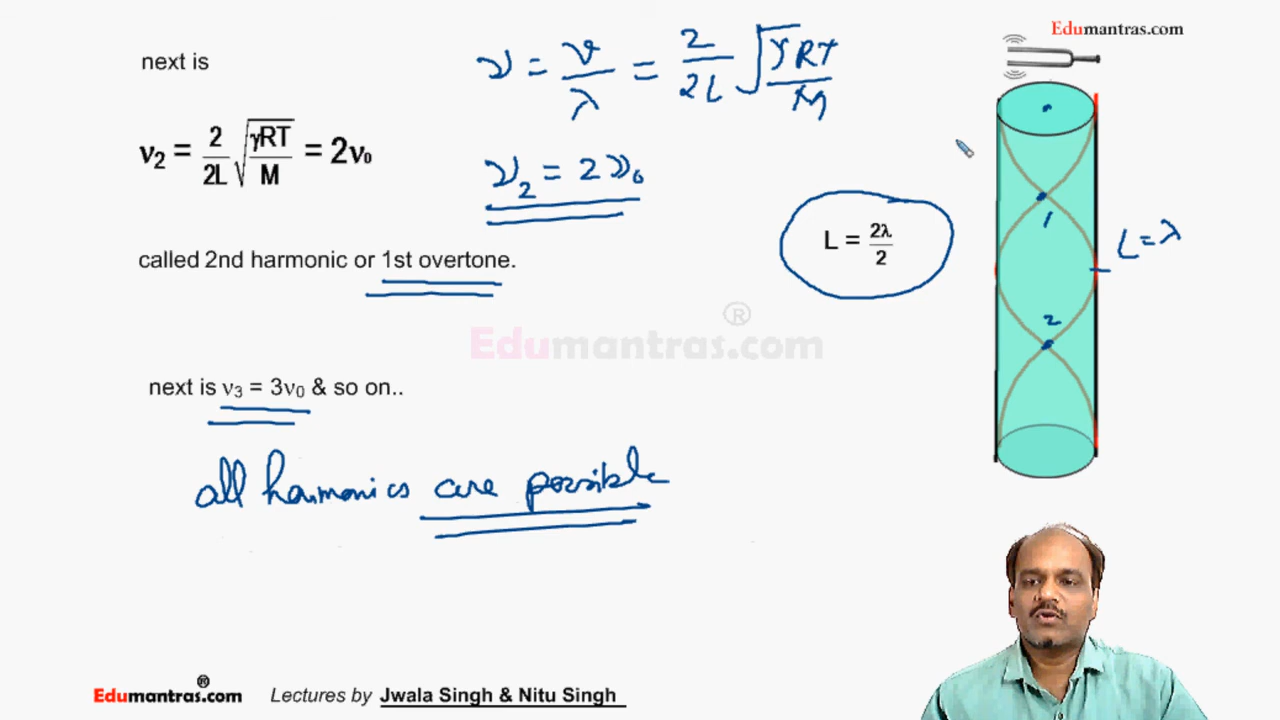 Edumantras.com
next is
ν = v/λ = 2/2L √γRT/M
ν₂ = 2/2L √γRT/M = 2ν₀
ν₂ = 2ν₀
L = 2λ/2
1
L = λ
called 2nd harmonic or 1st overtone.
2
Edumantras.com ®
next is ν₃ = 3ν₀ & so on..
all harmonics are possible
Edumantras.com ® Lectures by Jwala Singh & Nitu Singh